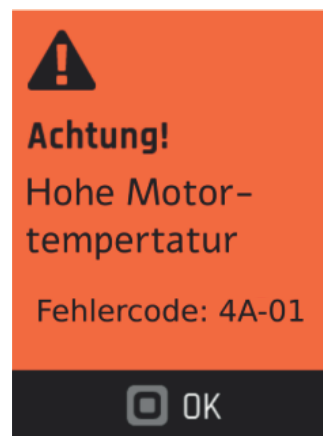 Achtung!
Hohe Motor-
tempertatur
Fehlercode: 4A-01
OK